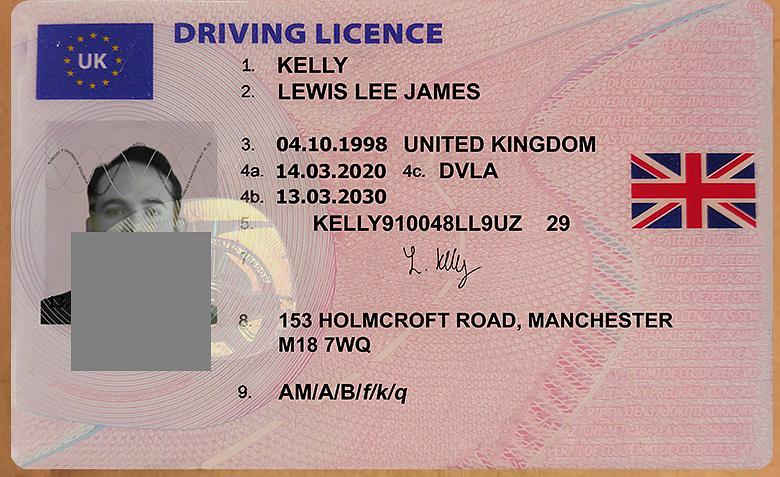 UK
DRIVING LICENCE
1. KELLY
2. LEWIS LEE JAMES
3. 04.10.1998 UNITED KINGDOM
4a. 14.03.2020 4c. DVLA
4b. 13.03.2030
5. KELLY910048LL9UZ 29
L. Kelly
8. 153 HOLMCROFT ROAD, MANCHESTER
M18 7WQ
9. AM/A/B/f/k/q